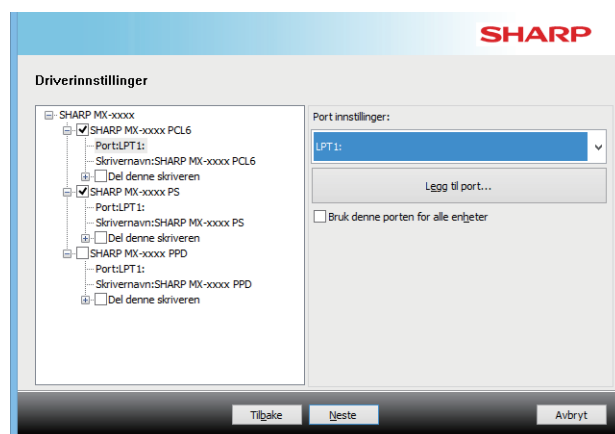 SHARP
Driverinnstillinger
SHARP MX-xxxx
SHARP MX-xxxx PCL6
Port:LPT1:
Skrivernavn:SHARP MX-xxxx PCL6
Del denne skriveren
SHARP MX-xxxx PS
Port:LPT1:
Skrivernavn:SHARP MX-xxxx PS
Del denne skriveren
SHARP MX-xxxx PPD
Port:LPT1:
Skrivernavn:SHARP MX-xxxx PPD
Del denne skriveren
Port innstillinger:
LPT1:
Legg til port...
Bruk denne porten for alle enheter
Tilbake
Neste
Avbryt